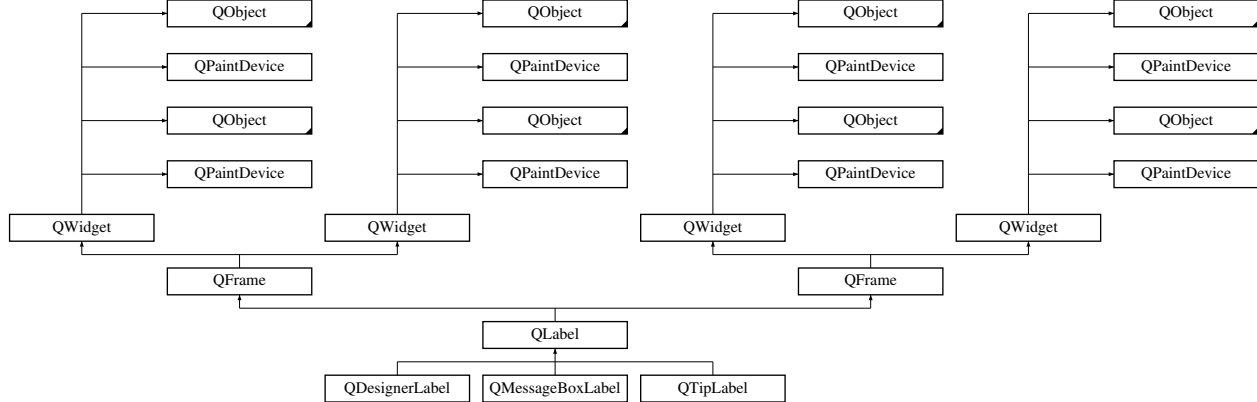 QObject QObject QObject QObject
QPaintDevice QPaintDevice QPaintDevice QPaintDevice
QObject QObject QObject QObject
QPaintDevice QPaintDevice QPaintDevice QPaintDevice
QWidget QWidget QWidget QWidget
QFrame QFrame
QLabel
QDesignerLabel QMessageBoxLabel QTipLabel